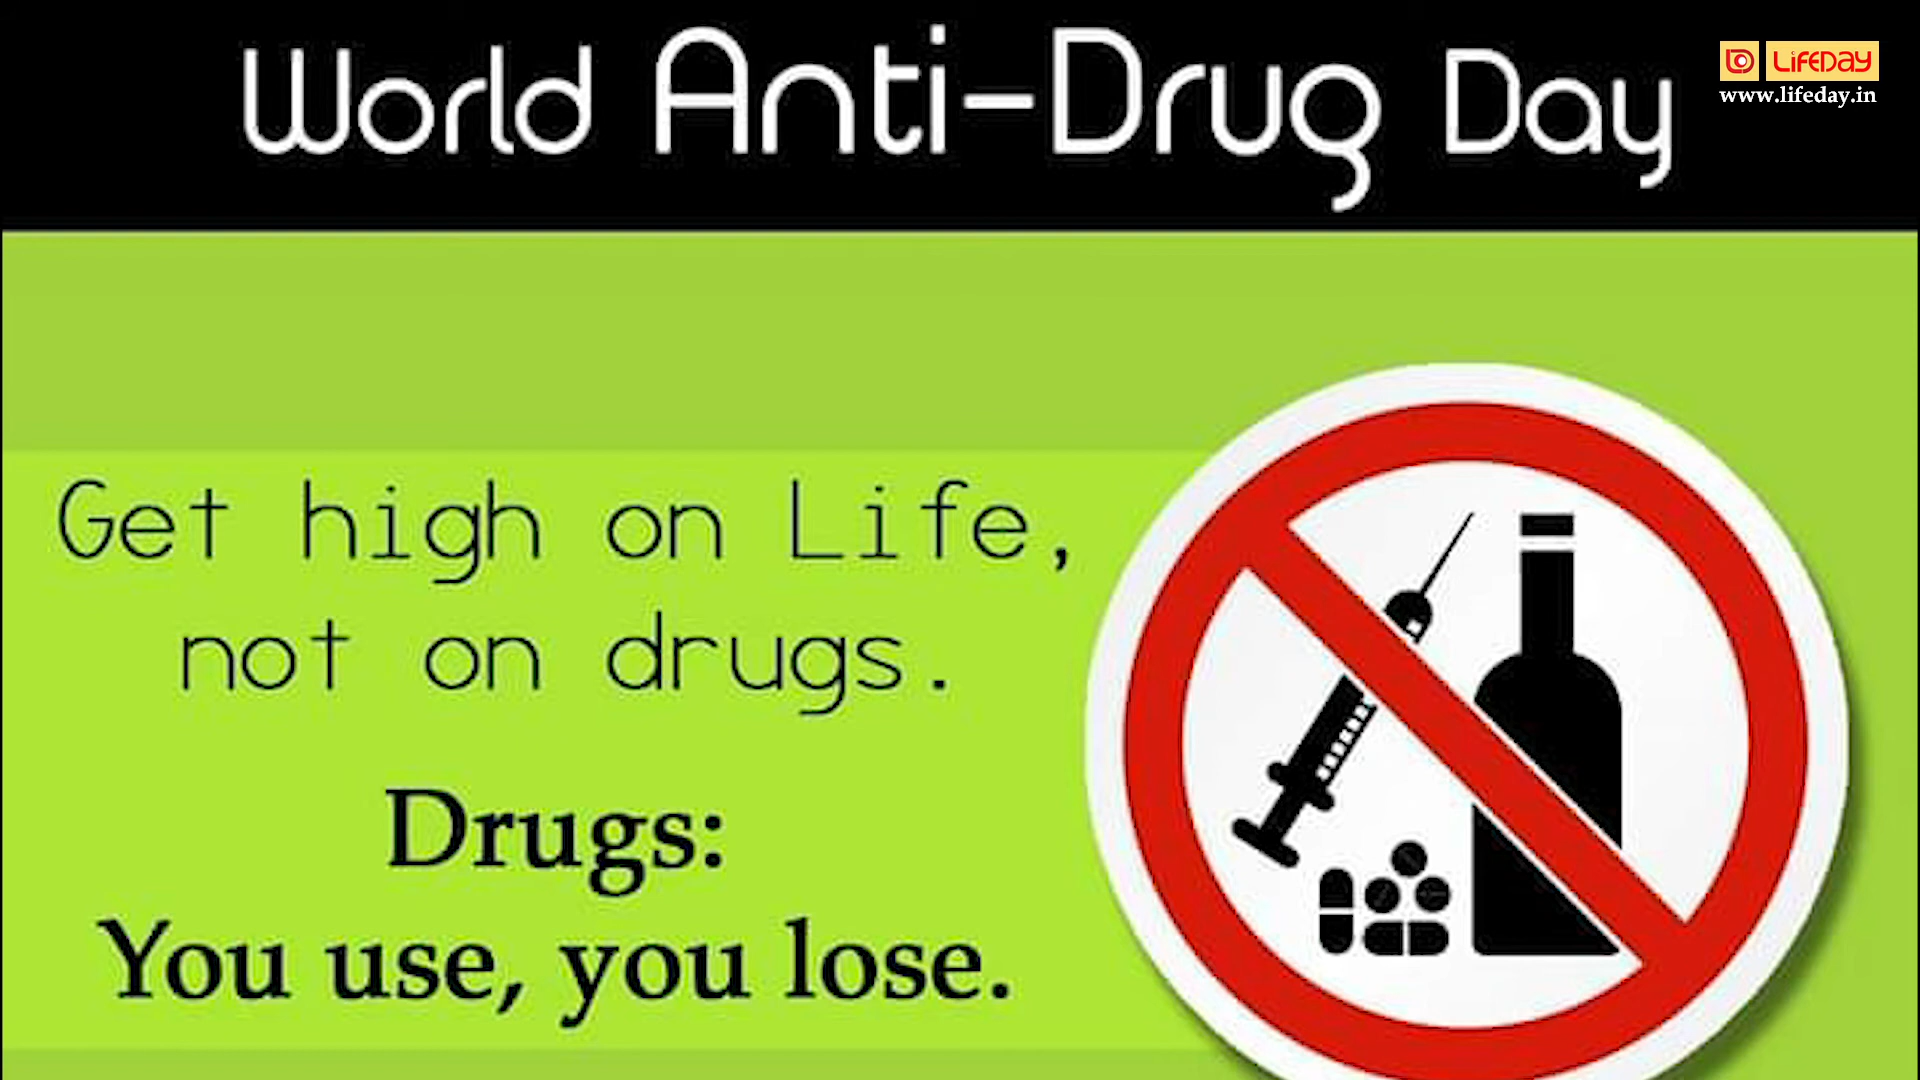 World Anti-Drug Day
LiFEDAY
www.lifeday.in
Get high on Life,
not on drugs.
Drugs:
You use, you lose.